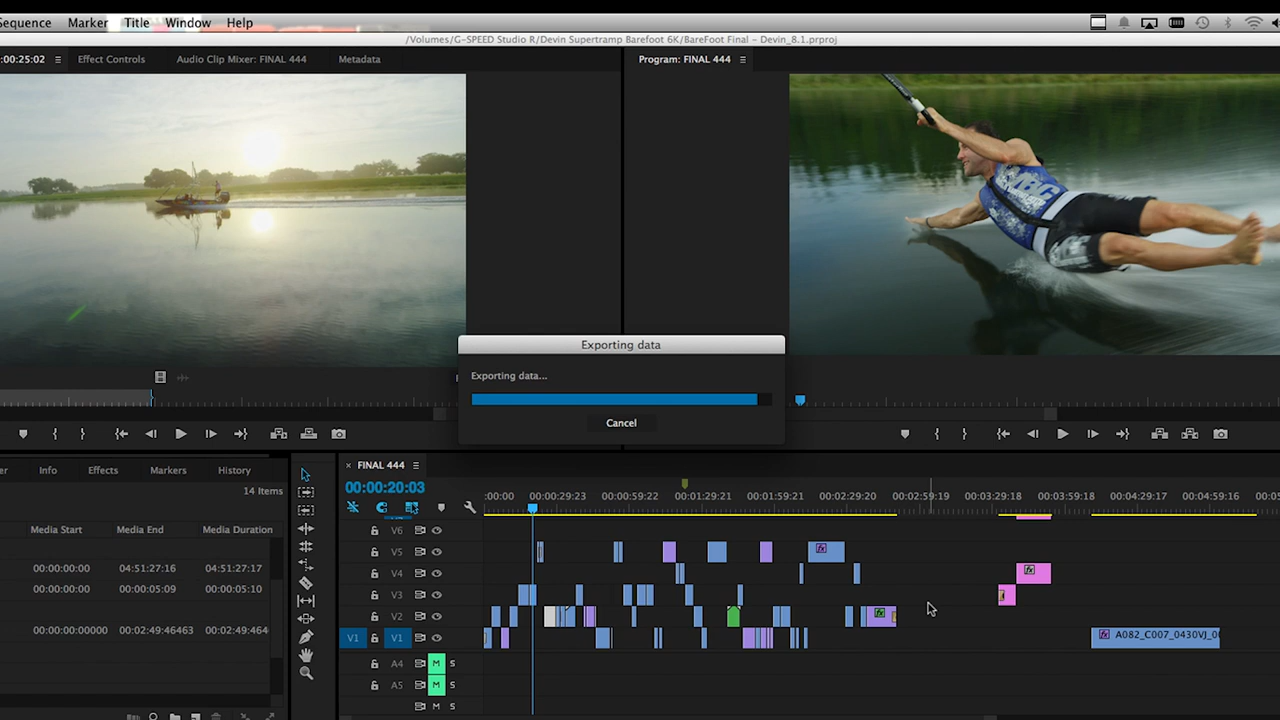 Sequence Marker Title Window Help
/Volumes/G-SPEED Studio R/Devin Supertramp Barefoot 6K/BareFoot Final – Devin_8.1.prproj
:00:25:02 Effect Controls Audio Clip Mixer: FINAL 444 Metadata
Program: FINAL 444
Exporting data
Exporting data...
Cancel
Info Effects Markers History
14 Items
Media Start Media End Media Duration
00:00:00:00 04:51:27:16 04:51:27:17
00:00:00:00 00:00:05:09 00:00:05:10
00:00:00:00000 00:02:49:46463 00:02:49:464
× FINAL 444
00:00:20:03
:00:00 00:00:29:23 00:00:59:22 00:01:29:21 00:01:59:21 00:02:29:20 00:02:59:19 00:03:29:18 00:03:59:18 00:04:29:17 00:04:59:16 00:05
V6
V5 fx
V4 fx
V3
V2 fx
V1 V1 fx A082_C007_0430VJ_0
A4 M S
A5 M S
M S